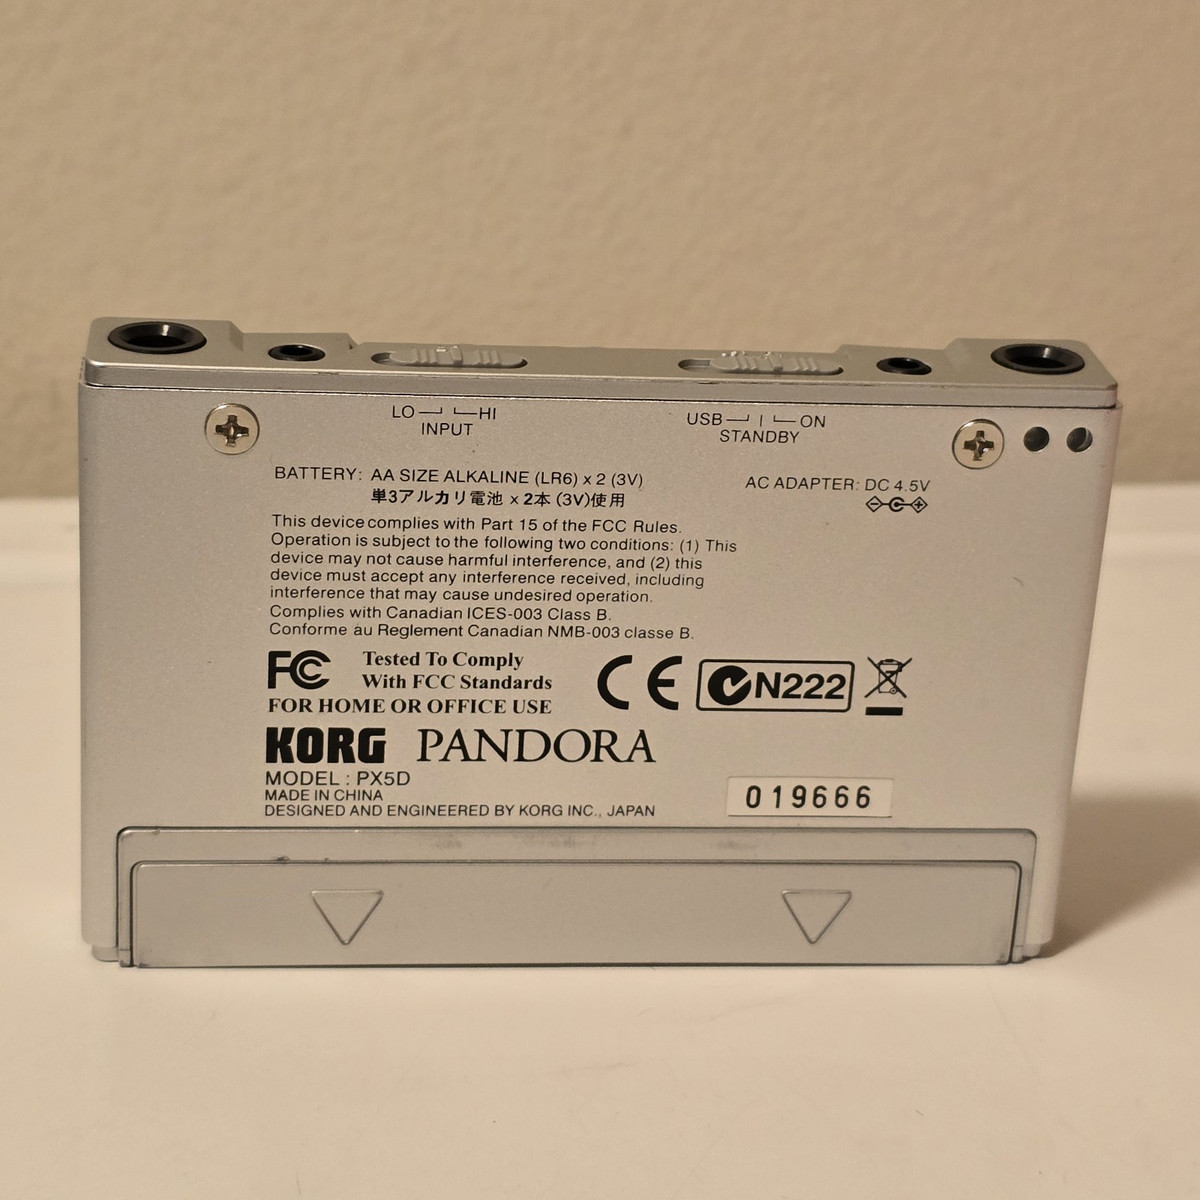 LO HI
INPUT
USB ON
STANDBY
BATTERY: AA SIZE ALKALINE (LR6) x 2 (3V)
単3アルカリ電池 x 2本 (3V)使用
AC ADAPTER: DC 4.5V
This device complies with Part 15 of the FCC Rules.
Operation is subject to the following two conditions: (1) This
device may not cause harmful interference, and (2) this
device must accept any interference received, including
interference that may cause undesired operation.
Complies with Canadian ICES-003 Class B.
Conforme àu Reglement Canadian NMB-003 classe B.
FC Tested To Comply
With FCC Standards
FOR HOME OR OFFICE USE
CE N222
KORG PANDORA
MODEL : PX5D
MADE IN CHINA
DESIGNED AND ENGINEERED BY KORG INC., JAPAN
019666